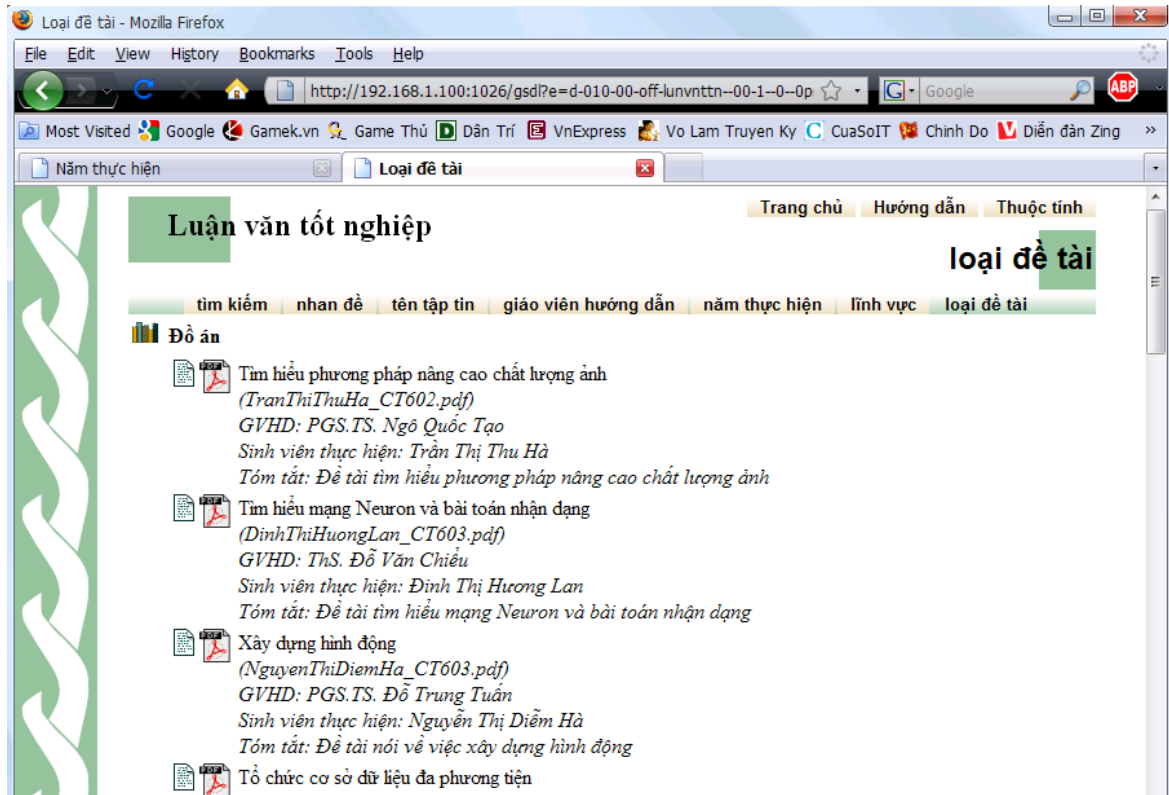 Loại đề tài - Mozilla Firefox
File Edit View History Bookmarks Tools Help
http://192.168.1.100:1026/gsdl?e=d-010-00-off-lunvnttn--00-1--0--0p G Google ABP
Most Visited Google Gamek.vn Game Thủ D Dân Trí E VnExpress Vo Lam Truyen Ky C CuaSoIT Chinh Do V Diễn đàn Zing »
Năm thực hiện Loại đề tài
Trang chủ Hướng dẫn Thuộc tính
Luận văn tốt nghiệp
loại đề tài
tìm kiếm nhan đề tên tập tin giáo viên hướng dẫn năm thực hiện lĩnh vực loại đề tài
Đồ án
PDF Tìm hiểu phương pháp nâng cao chất lượng ảnh
(TranThiThuHa_CT602.pdf)
GVHD: PGS.TS. Ngô Quốc Tạo
Sinh viên thực hiện: Trần Thị Thu Hà
Tóm tắt: Đề tài tìm hiểu phương pháp nâng cao chất lượng ảnh
PDF Tìm hiểu mạng Neuron và bài toán nhận dạng
(DinhThiHuongLan_CT603.pdf)
GVHD: ThS. Đỗ Văn Chiểu
Sinh viên thực hiện: Đinh Thị Hương Lan
Tóm tắt: Đề tài tìm hiểu mạng Neuron và bài toán nhận dạng
PDF Xây dựng hình động
(NguyenThiDiemHa_CT603.pdf)
GVHD: PGS.TS. Đỗ Trung Tuấn
Sinh viên thực hiện: Nguyễn Thị Diễm Hà
Tóm tắt: Đề tài nói về việc xây dựng hình động
PDF Tổ chức cơ sở dữ liệu đa phương tiện